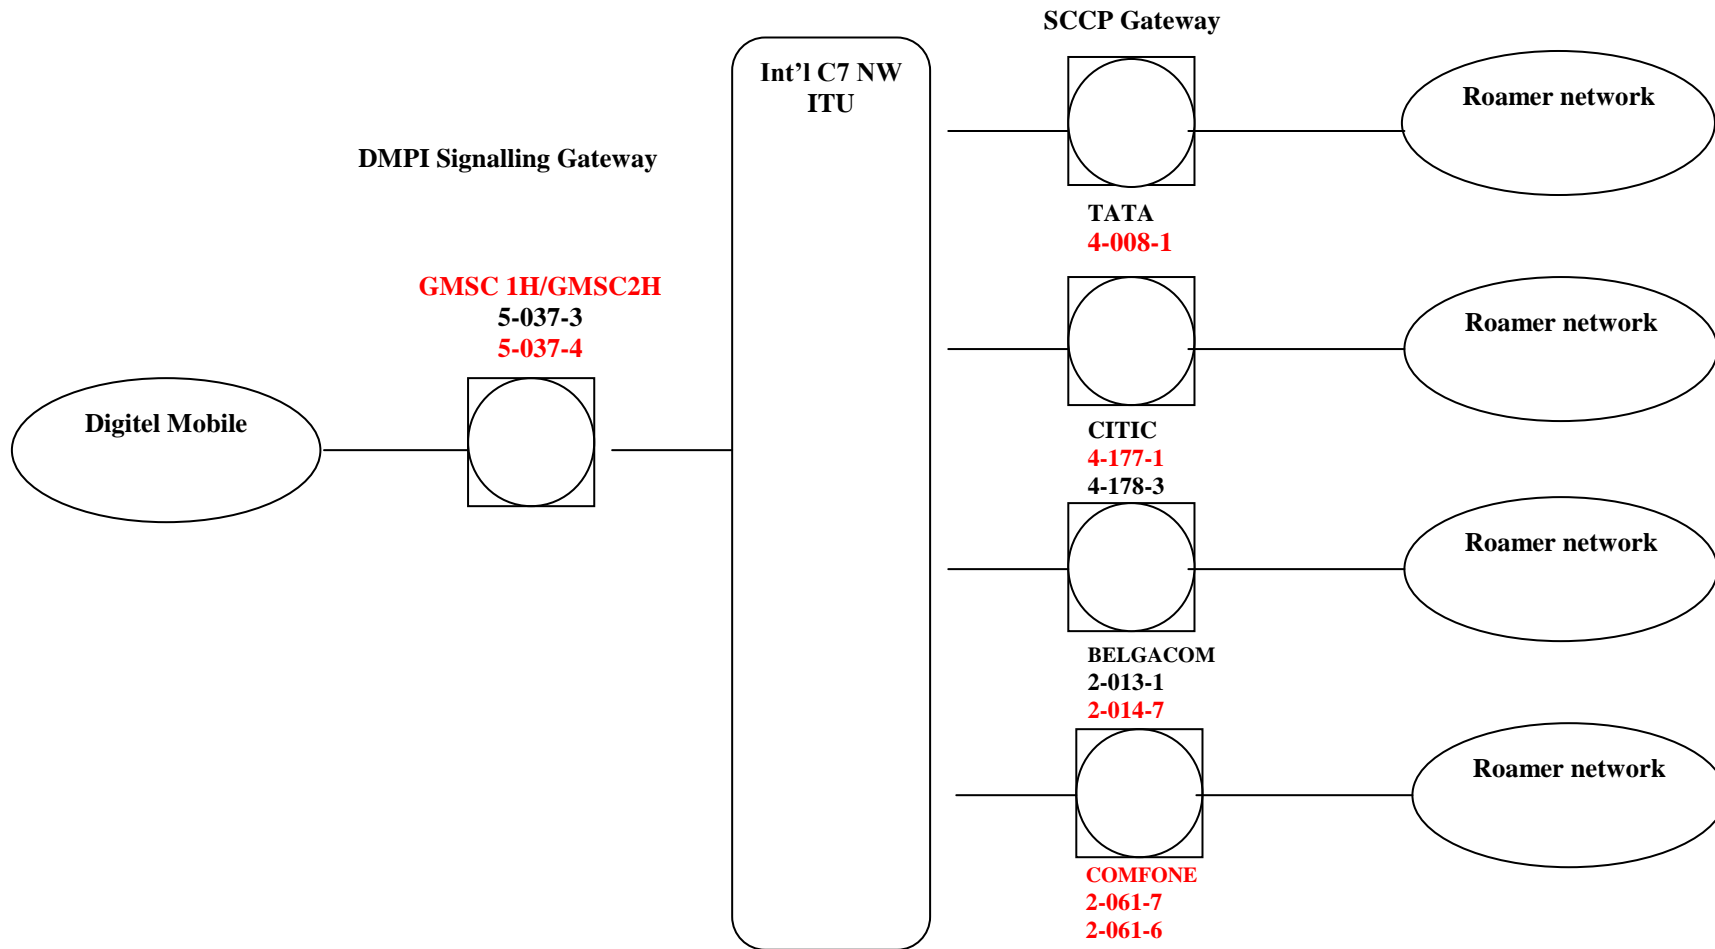 SCCP Gateway
Int'l C7 NW
ITU
DMPI Signalling Gateway
GMSC 1H/GMSC2H
5-037-3
5-037-4
Digitel Mobile
TATA
4-008-1
Roamer network
CITIC
4-177-1
4-178-3
Roamer network
BELGACOM
2-013-1
2-014-7
Roamer network
COMFONE
2-061-7
2-061-6
Roamer network